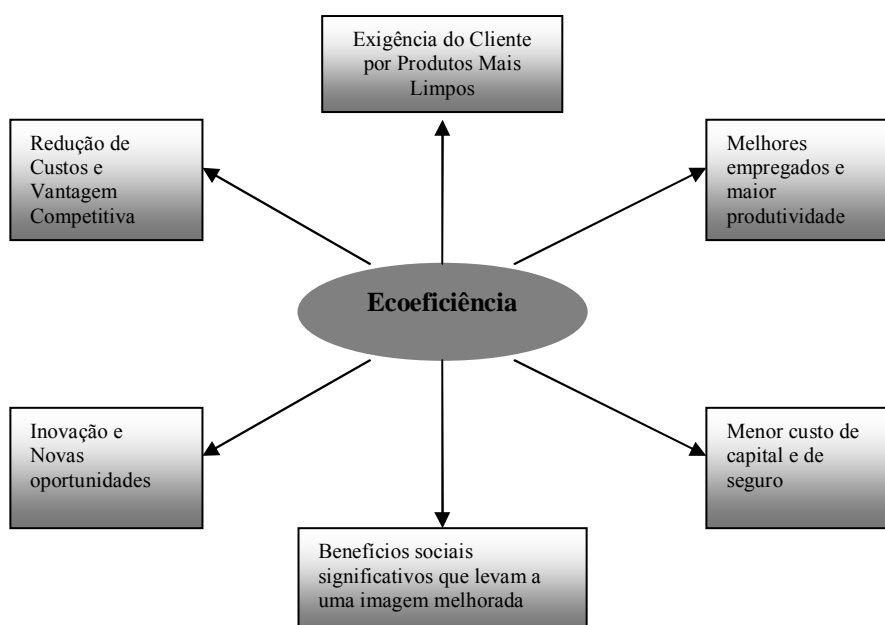 Exigência do Cliente
por Produtos Mais
Limpos
Redução de
Custos e
Vantagem
Competitiva
Melhores
empregados e
maior
produtividade
Ecoeficiência
Inovação e
Novas
oportunidades
Menor custo de
capital e de
seguro
Benefícios sociais
significativos que levam a
uma imagem melhorada